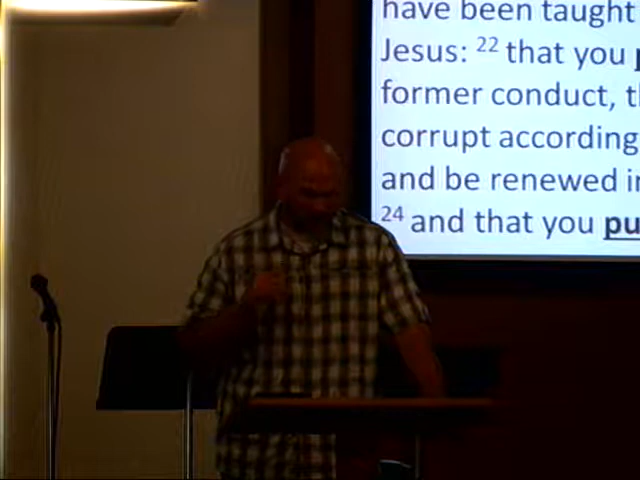 have been taught
Jesus: 22 that you
former conduct,
corrupt according
and be renewed
24 and that you pu